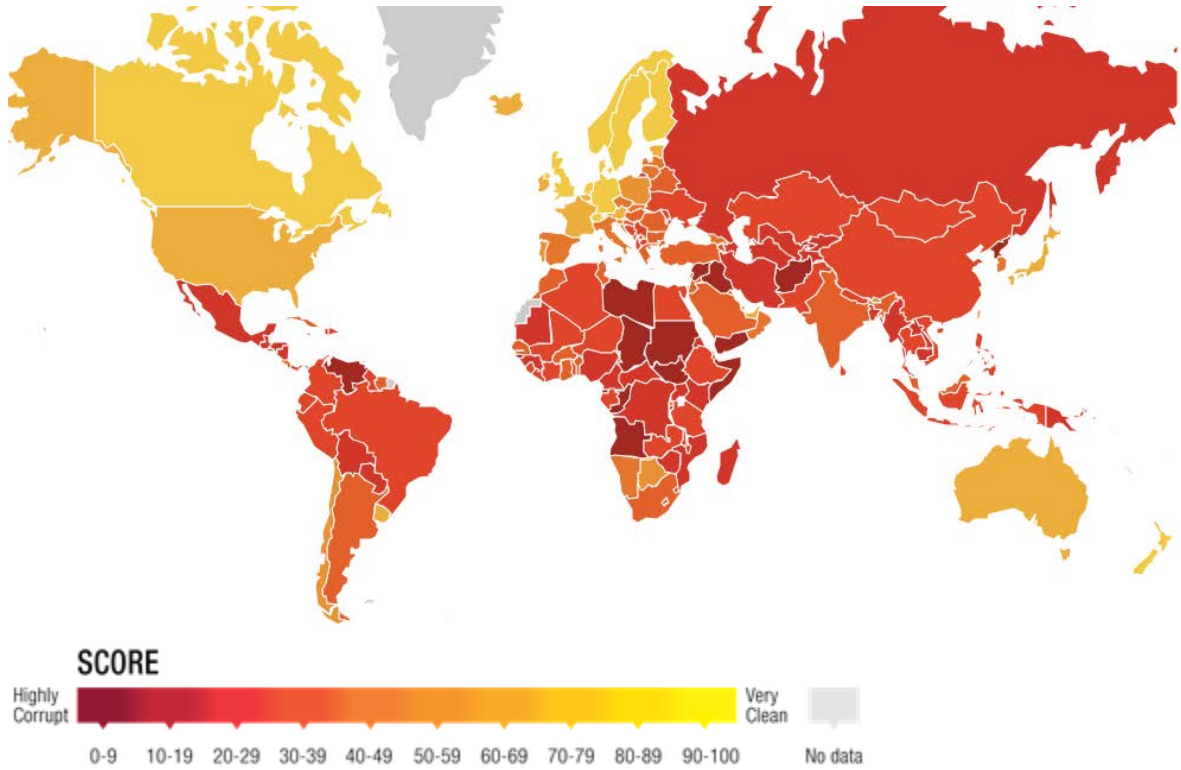 SCORE
Highly
Corrupt
Very
Clean
0-9 10-19 20-29 30-39 40-49 50-59 60-69 70-79 80-89 90-100 No data